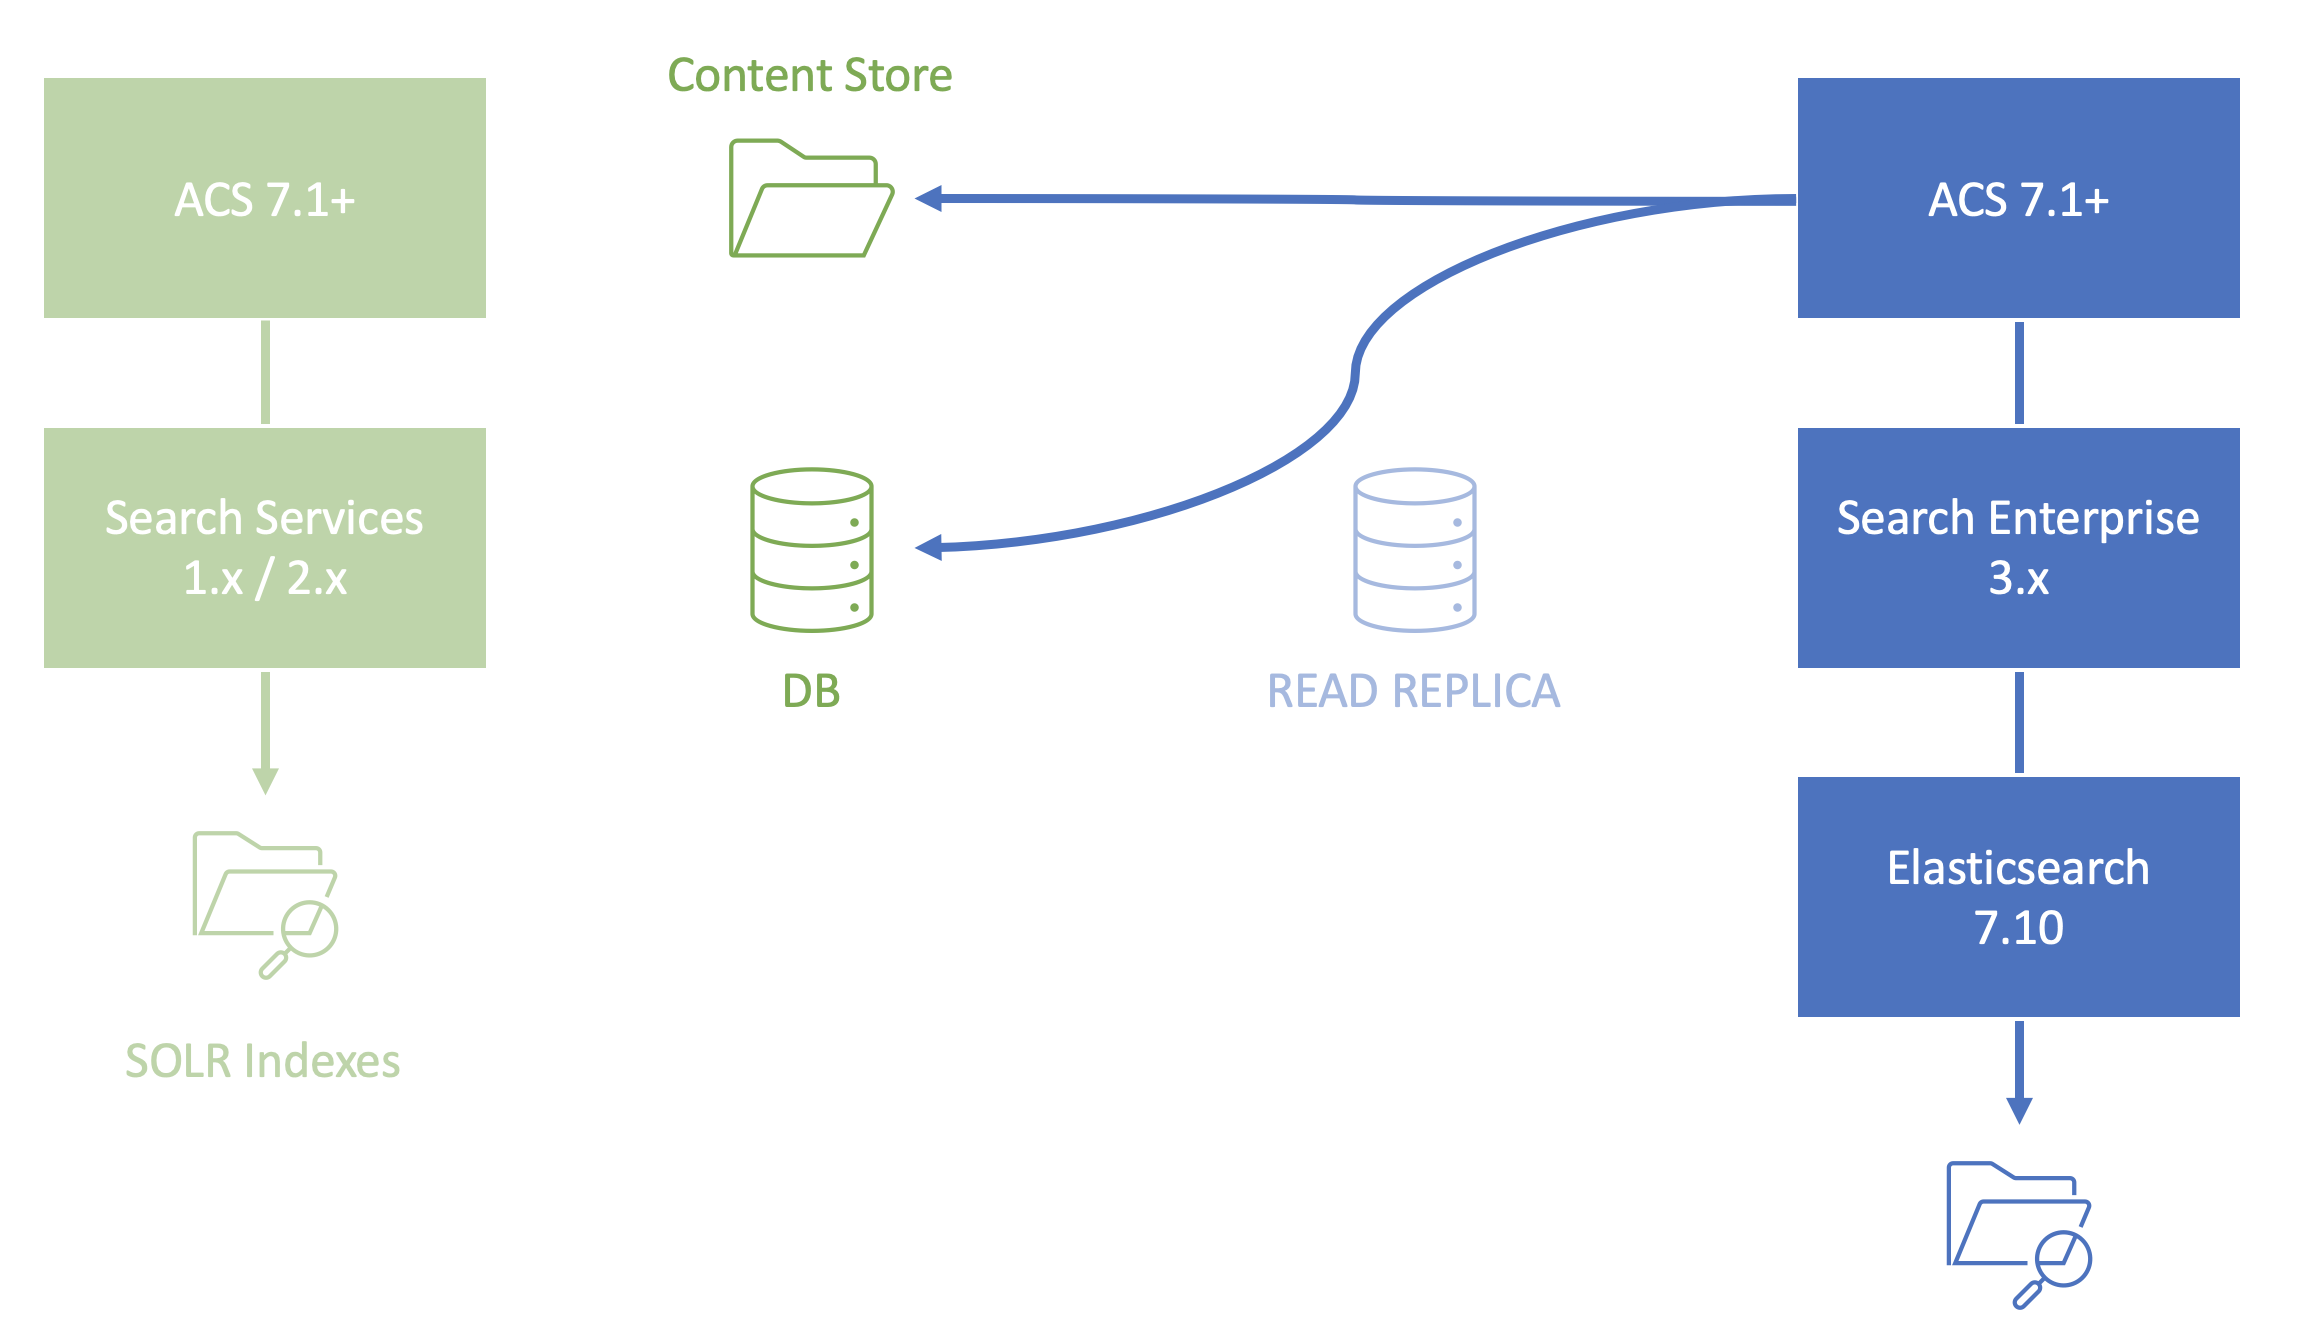 Content Store
ACS 7.1+
ACS 7.1+
Search Services
1.x / 2.x
Search Enterprise
3.x
DB
READ REPLICA
Elasticsearch
7.10
SOLR Indexes